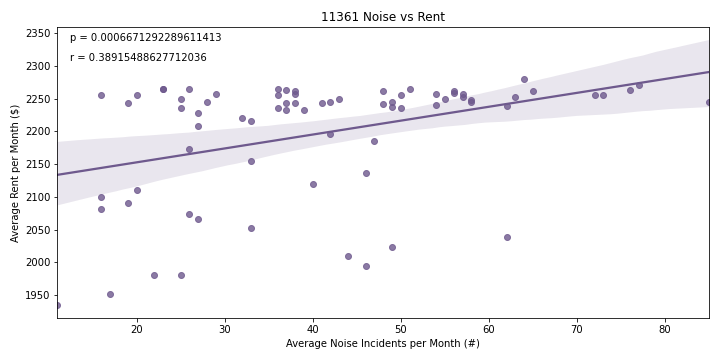 11361 Noise vs Rent
p = 0.0006671292289611413
r = 0.38915488627712036
Average Rent per Month ($)
2350
2300
2250
2200
2150
2100
2050
2000
1950
20 30 40 50 60 70 80
Average Noise Incidents per Month (#)